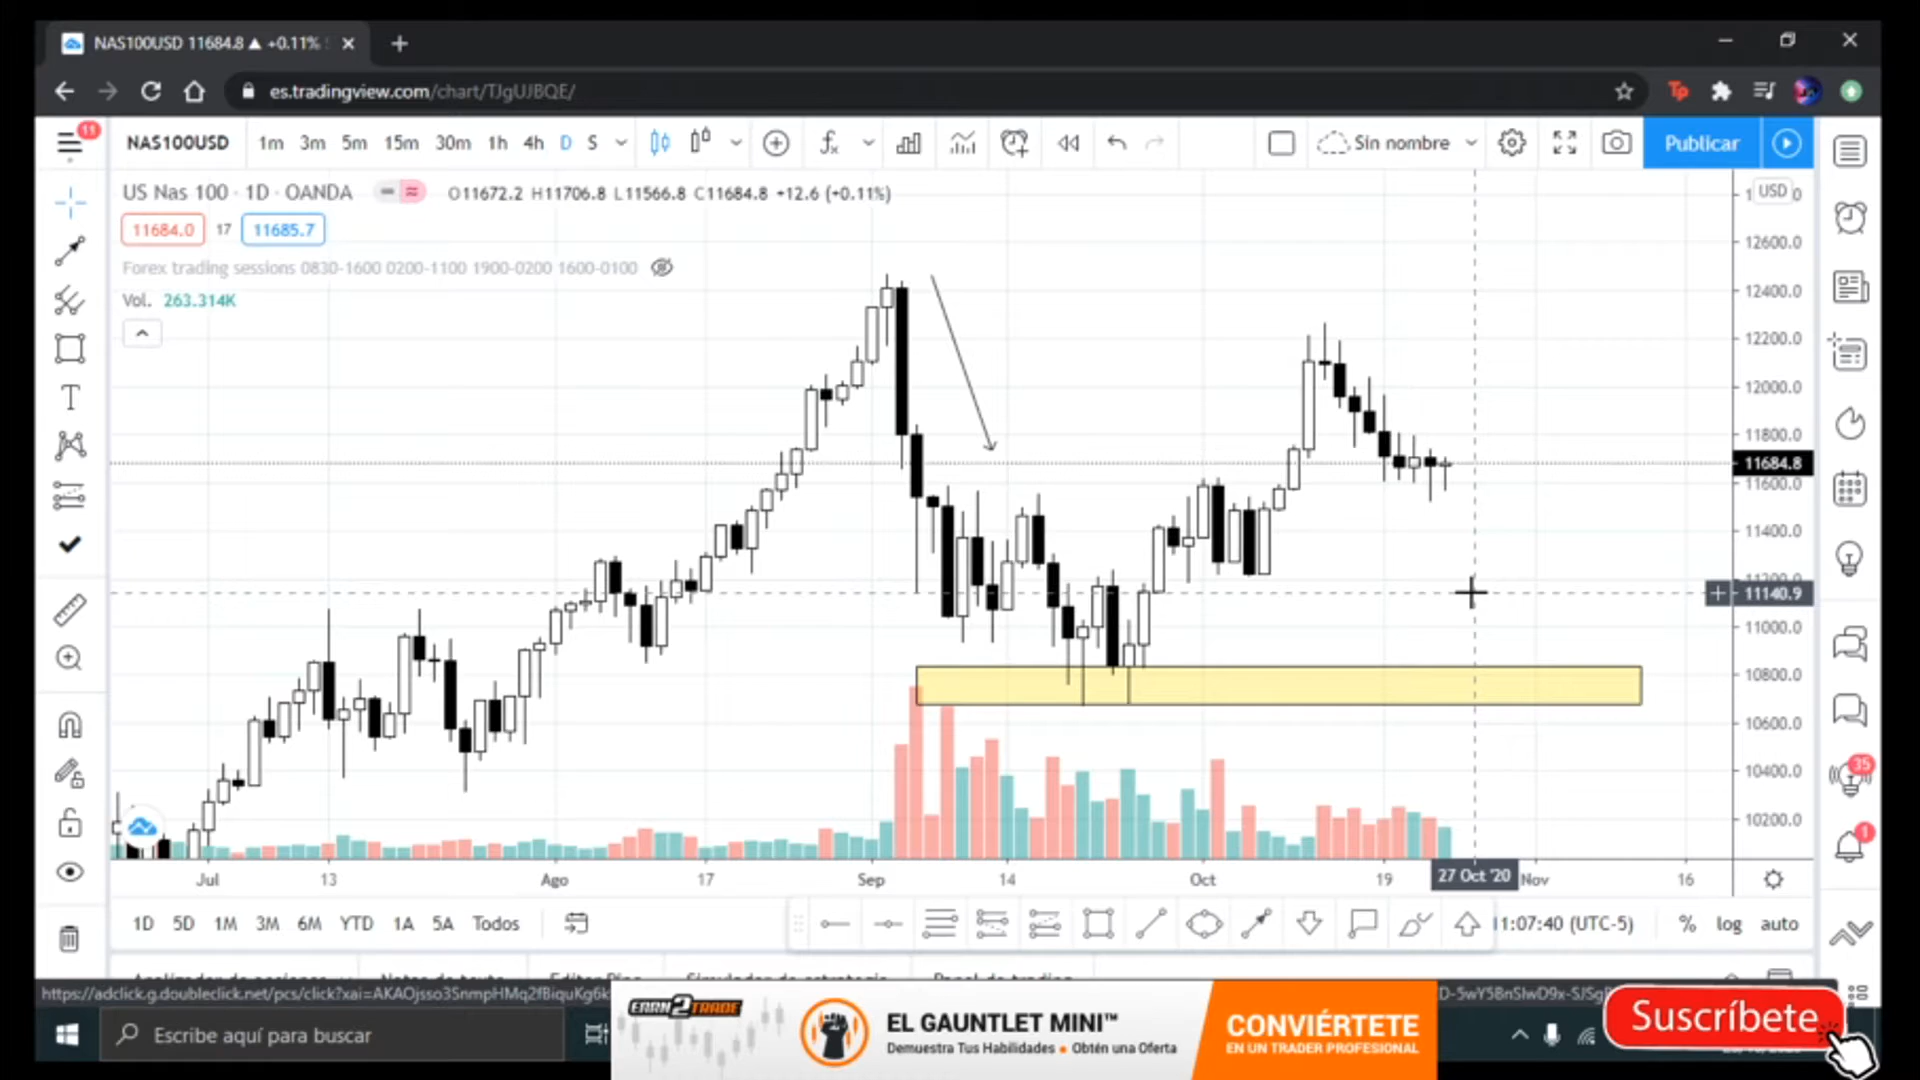 NAS100USD 11684.8 ▲ +0.11%
es.tradingview.com/chart/TJgUJBQE/
11
NAS100USD 1m 3m 5m 15m 30m 1h 4h D S
Sin nombre
Publicar
US Nas 100 · 1D · OANDA
O11672.2 H11706.8 L11566.8 C11684.8 +12.6 (+0.11%)
11684.0 17 11685.7
Forex trading sessions 0830-1600 0200-1100 1900-0200 1600-0100
Vol. 263.314K
USD
12600.0
12400.0
12200.0
12000.0
11800.0
11684.8
11600.0
11400.0
11140.9
11000.0
10800.0
10600.0
10400.0
10200.0
35
1
Jul 13 Ago 17 Sep 14 Oct 19 27 Oct '20 Nov 16
1D 5D 1M 3M 6M YTD 1A 5A Todos
11:07:40 (UTC-5) % log auto
EARN2TRADE
EL GAUNTLET MINI™
Demuestra Tus Habilidades • Obtén una Oferta
CONVIÉRTETE
EN UN TRADER PROFESIONAL
Suscríbete
Escribe aquí para buscar